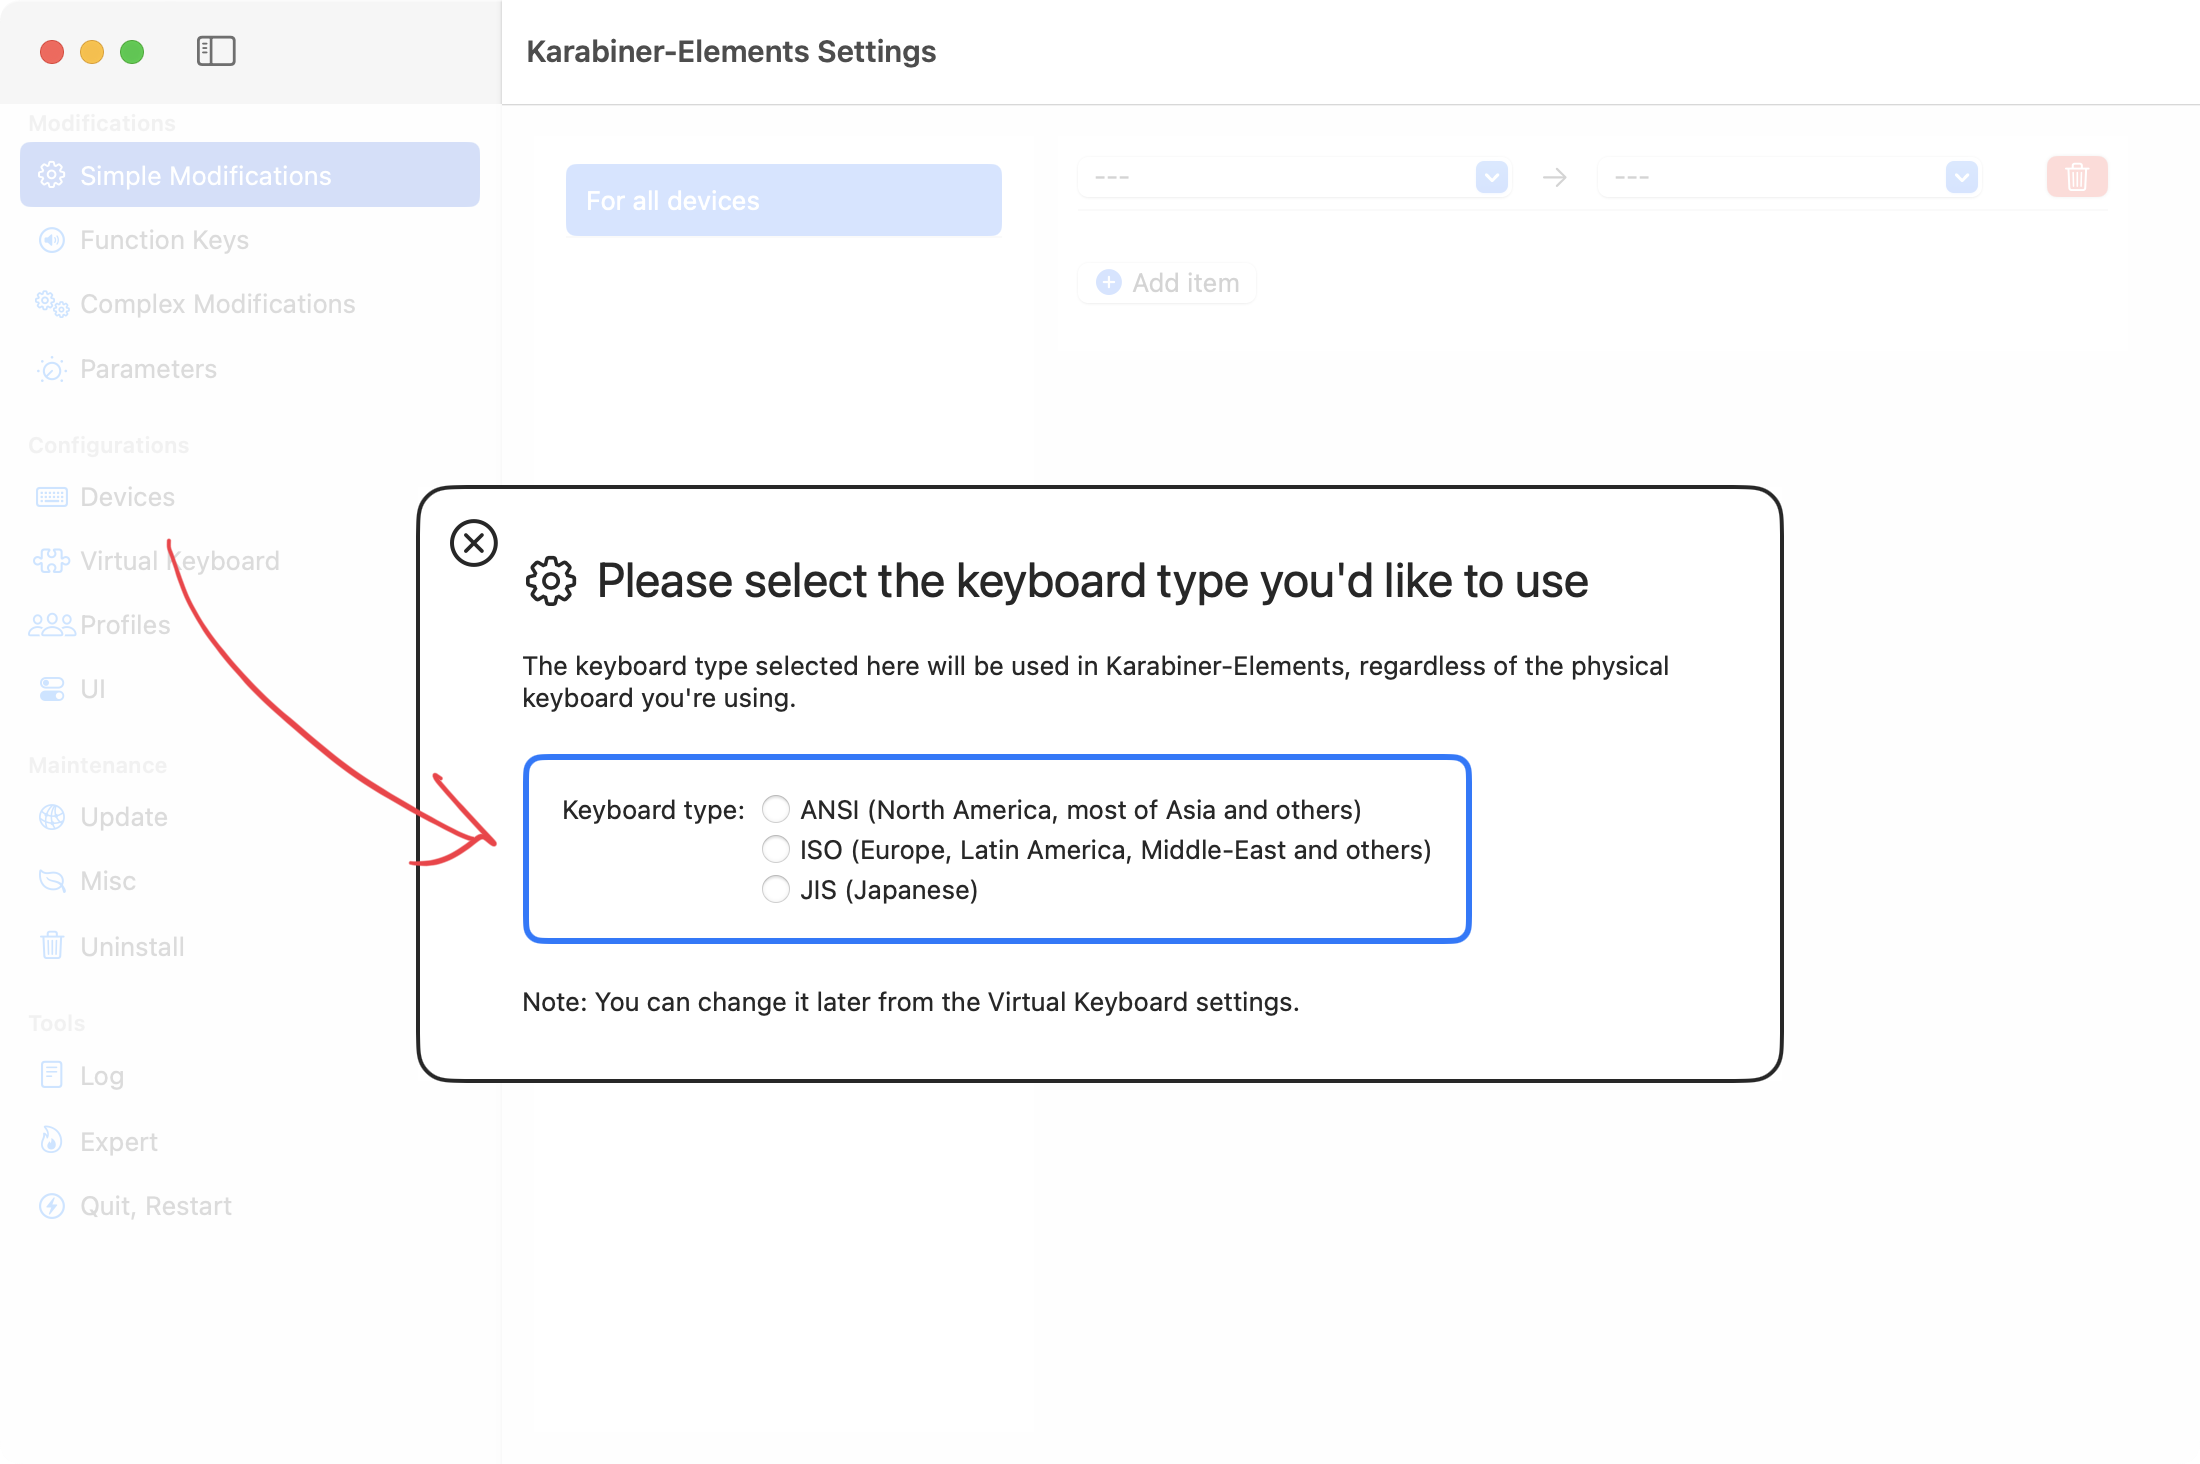 Karabiner-Elements Settings
Modifications
Simple Modifications
Function Keys
Complex Modifications
Parameters
Configurations
Devices
Virtual Keyboard
Profiles
UI
Maintenance
Update
Misc
Uninstall
Tools
Log
Expert
Quit, Restart
For all devices
---
---
Add item
Please select the keyboard type you'd like to use
The keyboard type selected here will be used in Karabiner-Elements, regardless of the physical
keyboard you're using.
Keyboard type: ANSI (North America, most of Asia and others)
ISO (Europe, Latin America, Middle-East and others)
JIS (Japanese)
Note: You can change it later from the Virtual Keyboard settings.